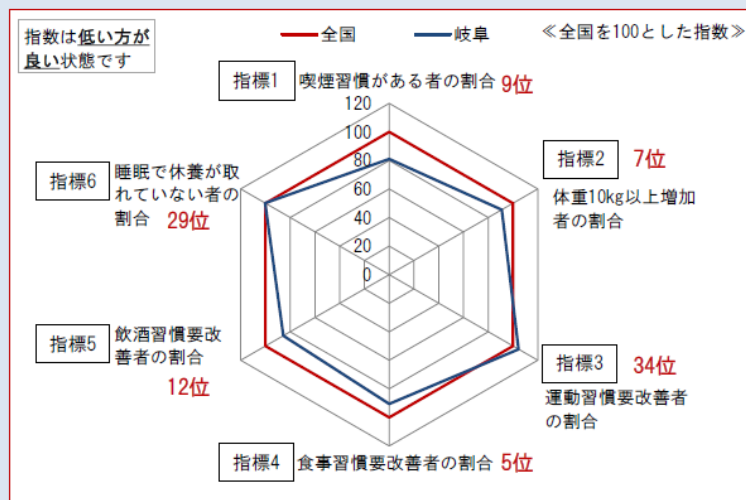 指数は低い方が
良い状態です
全国
岐阜
≪全国を100とした指数≫
指標1
喫煙習慣がある者の割合
9位
120
100
80
60
40
20
0
指標2
7位
体重10kg以上増加
者の割合
指標3
34位
運動習慣要改善者
の割合
指標4
食事習慣要改善者の割合
5位
指標5
飲酒習慣要改
善者の割合
12位
指標6
睡眠で休養が取
れていない者の
割合
29位